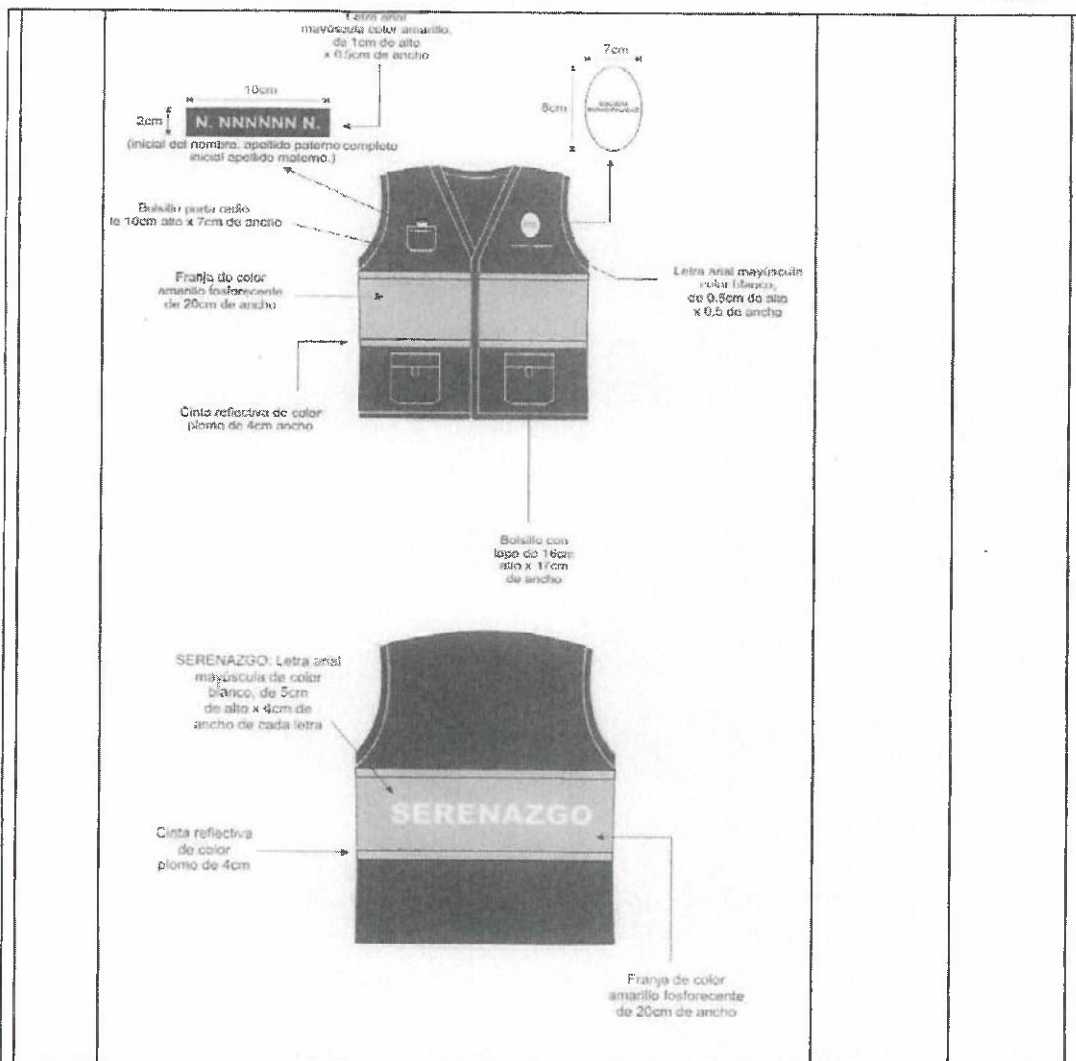 Letra arial
mayúscula color amarillo,
de 1cm de alto
x 0.5cm de ancho
10cm
2cm
N. NNNNNN N.
(inicial del nombre, apellido paterno completo
inicial apellido materno.)
7cm
8cm
Bolsillo porta radio
de 10cm alto x 7cm de ancho
Franja de color
amarillo fosforecente
de 20cm de ancho
Letra arial mayúscula
color blanco,
de 0.5cm de alto
x 0.5 de ancho
Cinta reflectiva de color
plomo de 4cm ancho
Bolsillo con
tapa de 16cm
alto x 17cm
de ancho
SERENAZGO: Letra arial
mayúscula de color
blanco, de 5cm
de alto x 4cm de
ancho de cada letra
SERENAZGO
Cinta reflectiva
de color
plomo de 4cm
Franja de color
amarillo fosforecente
de 20cm de ancho